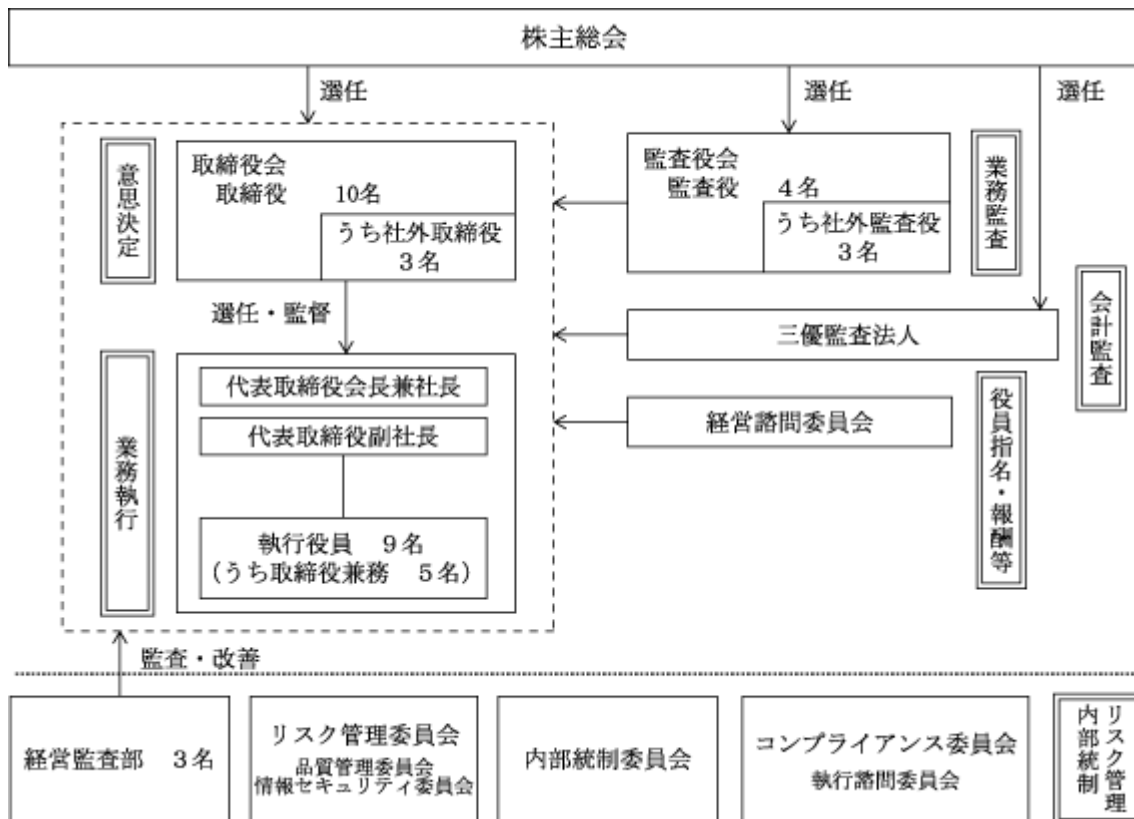 株主総会
選任
選任
選任
意思決定
取締役会
取締役 10名
うち社外取締役
3名
監査役会
監査役 4名
うち社外監査役
3名
業務監査
選任・監督
三優監査法人
会計監査
業務執行
代表取締役会長兼社長
代表取締役副社長
執行役員 9名
(うち取締役兼務 5名)
経営諮問委員会
役員指名・報酬等
監査・改善
経営監査部 3名
リスク管理委員会
品質管理委員会
情報セキュリティ委員会
内部統制委員会
コンプライアンス委員会
執行諮問委員会
リスク管理
内部統制